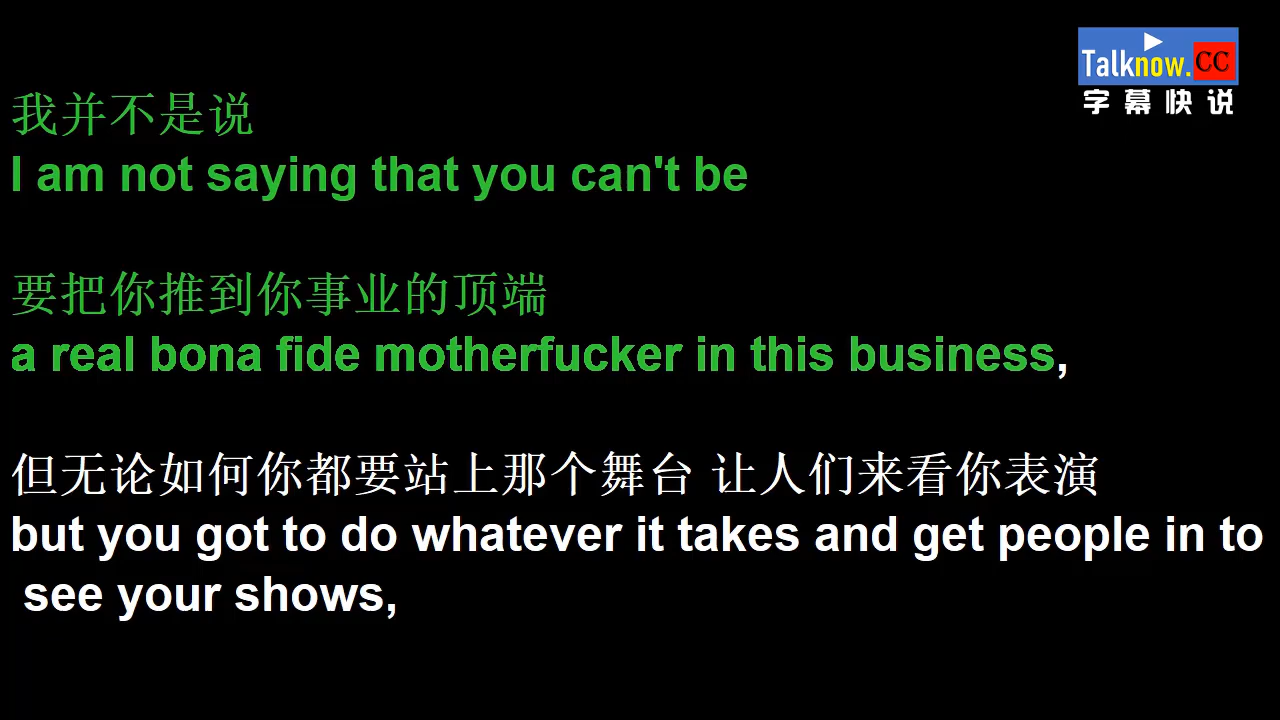 Talknow.CC
字幕快说
我并不是说
I am not saying that you can't be
要把你推到你事业的顶端
a real bona fide motherfucker in this business,
但无论如何你都要站上那个舞台 让人们来看你表演
but you got to do whatever it takes and get people in to
see your shows,